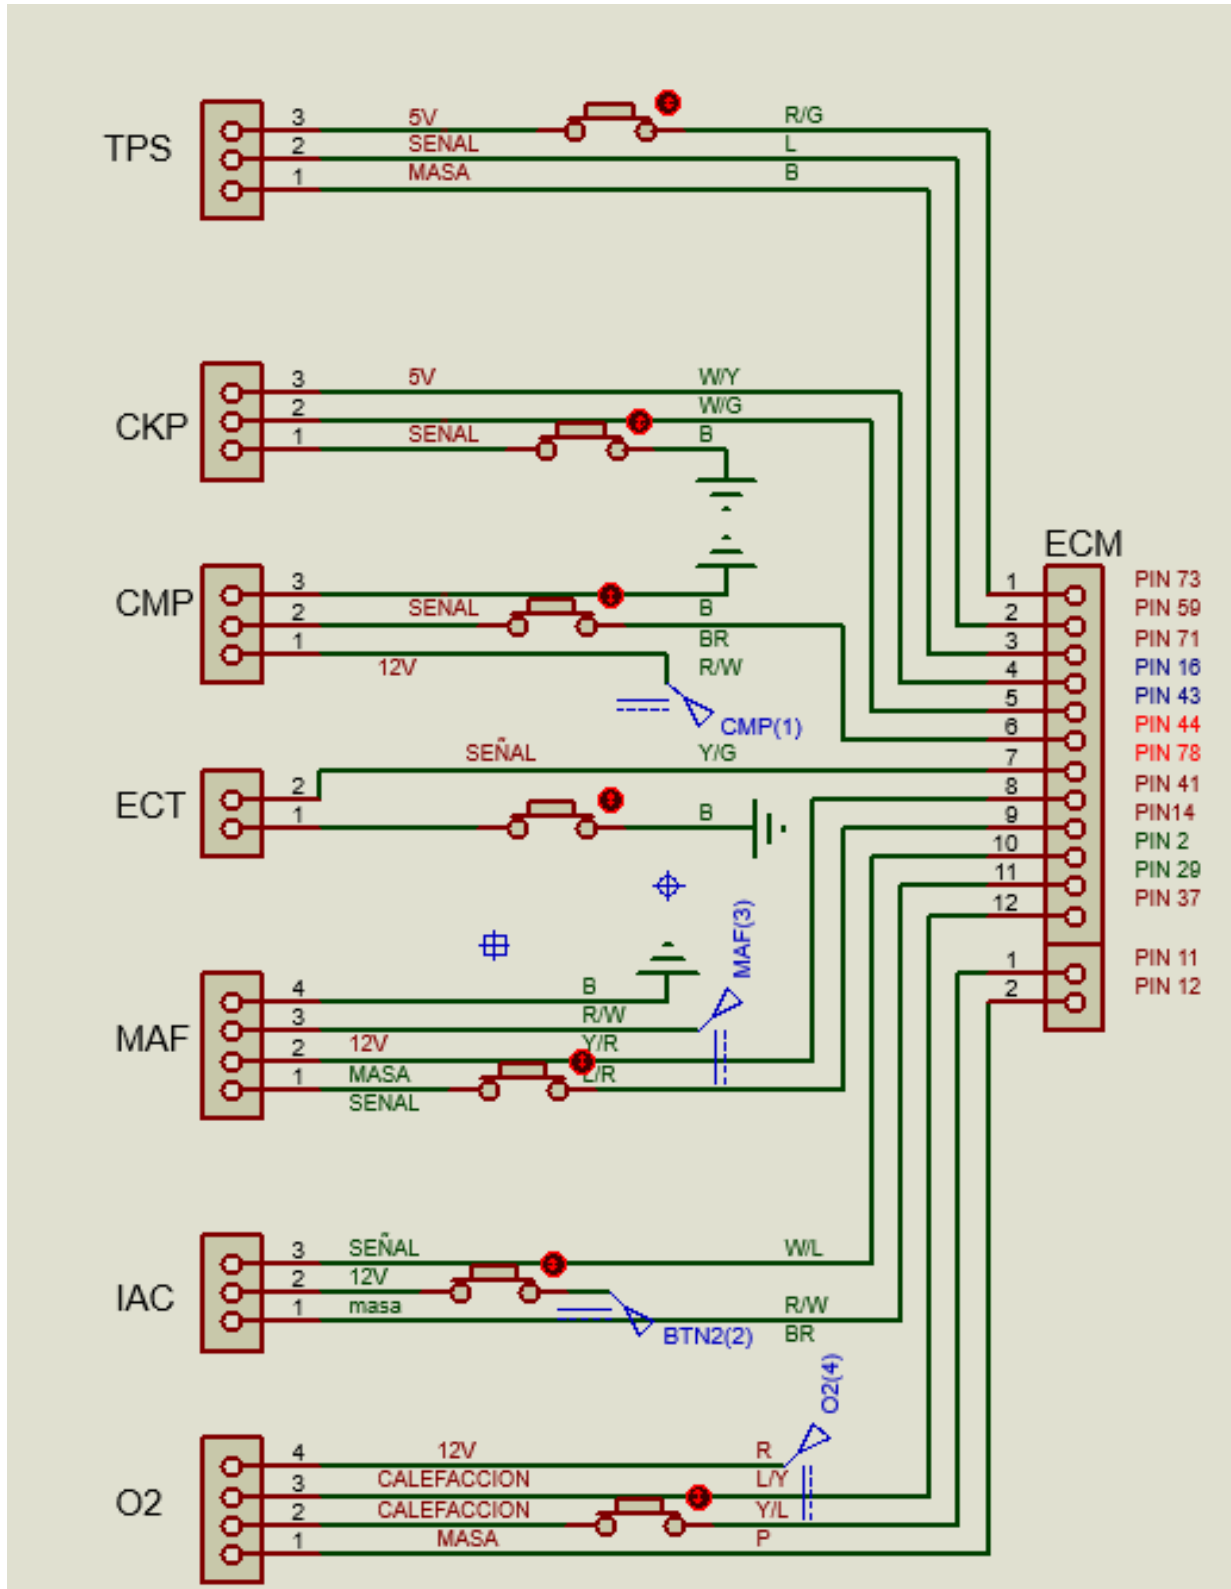 3 5V R/G
TPS 2 SENAL L
1 MASA B
3 5V W/Y
CKP 2 W/G
1 SENAL B
ECM
CMP 3
2 SENAL B
1 BR
12V R/W
CMP(1)
1 PIN 73
2 PIN 59
3 PIN 71
4 PIN 16
5 PIN 43
6 PIN 44
7 PIN 78
8 PIN 41
9 PIN14
10 PIN 2
11 PIN 29
12 PIN 37
1 PIN 11
2 PIN 12
SEÑAL Y/G
ECT 2
1 B
MAF(3)
4 B
3 R/W
MAF 2 12V Y/R
1 MASA L/R
SENAL
3 SEÑAL W/L
IAC 2 12V
1 masa R/W
BTN2(2) BR
O2(4)
4 12V R
3 CALEFACCION L/Y
O2 2 CALEFACCION Y/L
1 MASA P